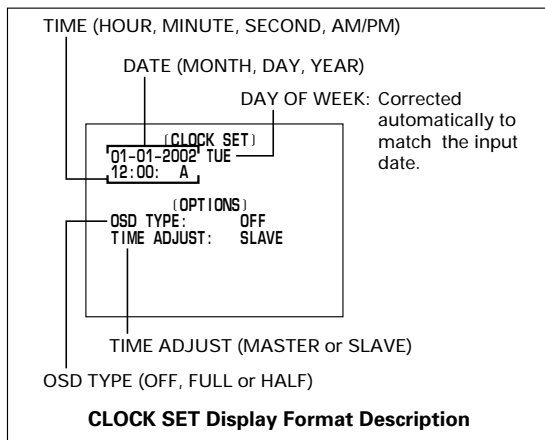 TIME (HOUR, MINUTE, SECOND, AM/PM)
DATE (MONTH, DAY, YEAR)
DAY OF WEEK: Corrected
automatically to
match the input
date.
(CLOCK SET)
01-01-2002 TUE
12:00: A
(OPTIONS)
OSD TYPE: OFF
TIME ADJUST: SLAVE
TIME ADJUST (MASTER or SLAVE)
OSD TYPE (OFF, FULL or HALF)
CLOCK SET Display Format Description